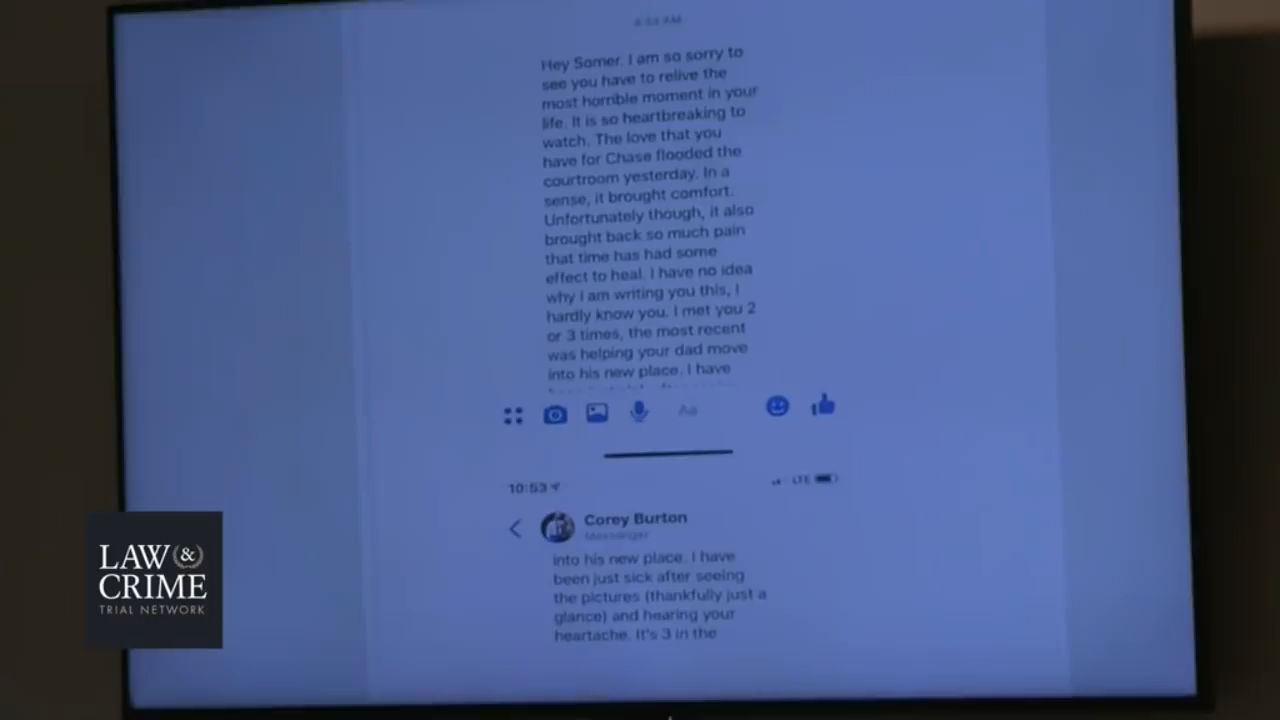 Hey Somer. I am so sorry to
see you have to relive the
most horrible moment in your
life. It is so heartbreaking to
watch. The love that you
have for Chase flooded the
courtroom yesterday. In a
sense, it brought comfort.
Unfortunately though, it also
brought back so much pain
that time has had some
effect to heal. I have no idea
why I am writing you this, I
hardly know you. I met you 2
or 3 times, the most recent
was helping your dad move
into his new place. I have
Aa
10:53
LTE
Corey Burton
Messenger
into his new place. I have
been just sick after seeing
the pictures (thankfully just a
glance) and hearing your
heartache. It's 3 in the
LAW &
CRIME
TRIAL NETWORK